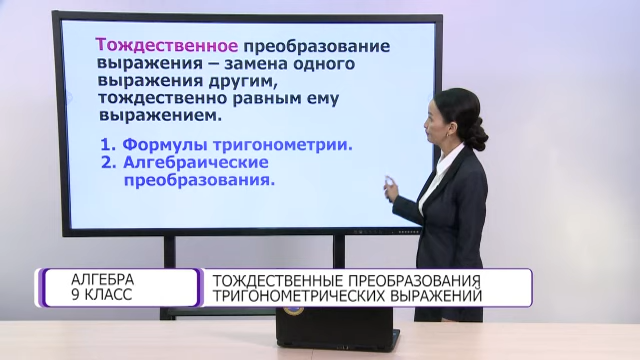 Тождественное преобразование
выражения – замена одного
выражения другим,
тождественно равным ему
выражением.
1. Формулы тригонометрии.
2. Алгебраические
преобразования.
АЛГЕБРА
9 КЛАСС
ТОЖДЕСТВЕННЫЕ ПРЕОБРАЗОВАНИЯ
ТРИГОНОМЕТРИЧЕСКИХ ВЫРАЖЕНИЙ